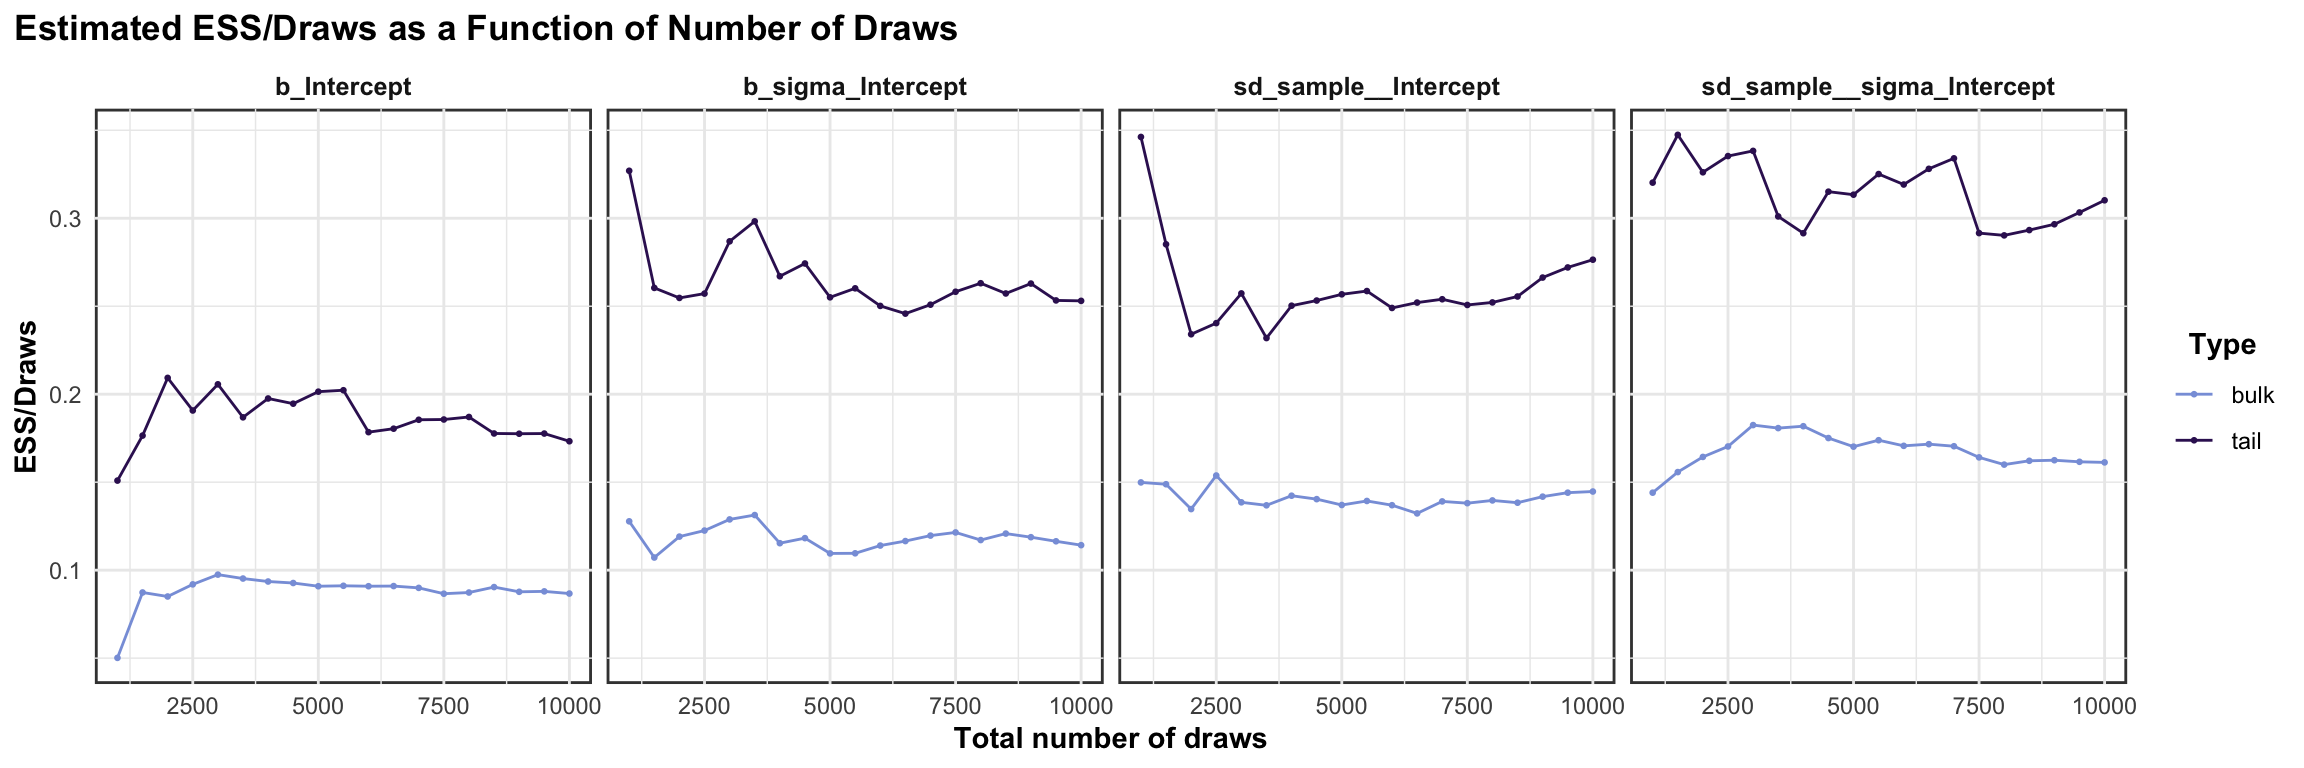 Estimated ESS/Draws as a Function of Number of Draws
b_Intercept
b_sigma_Intercept
sd_sample__Intercept
sd_sample__sigma_Intercept
ESS/Draws
0.3
0.2
0.1
2500 5000 7500 10000
2500 5000 7500 10000
2500 5000 7500 10000
2500 5000 7500 10000
Total number of draws
Type
bulk
tail